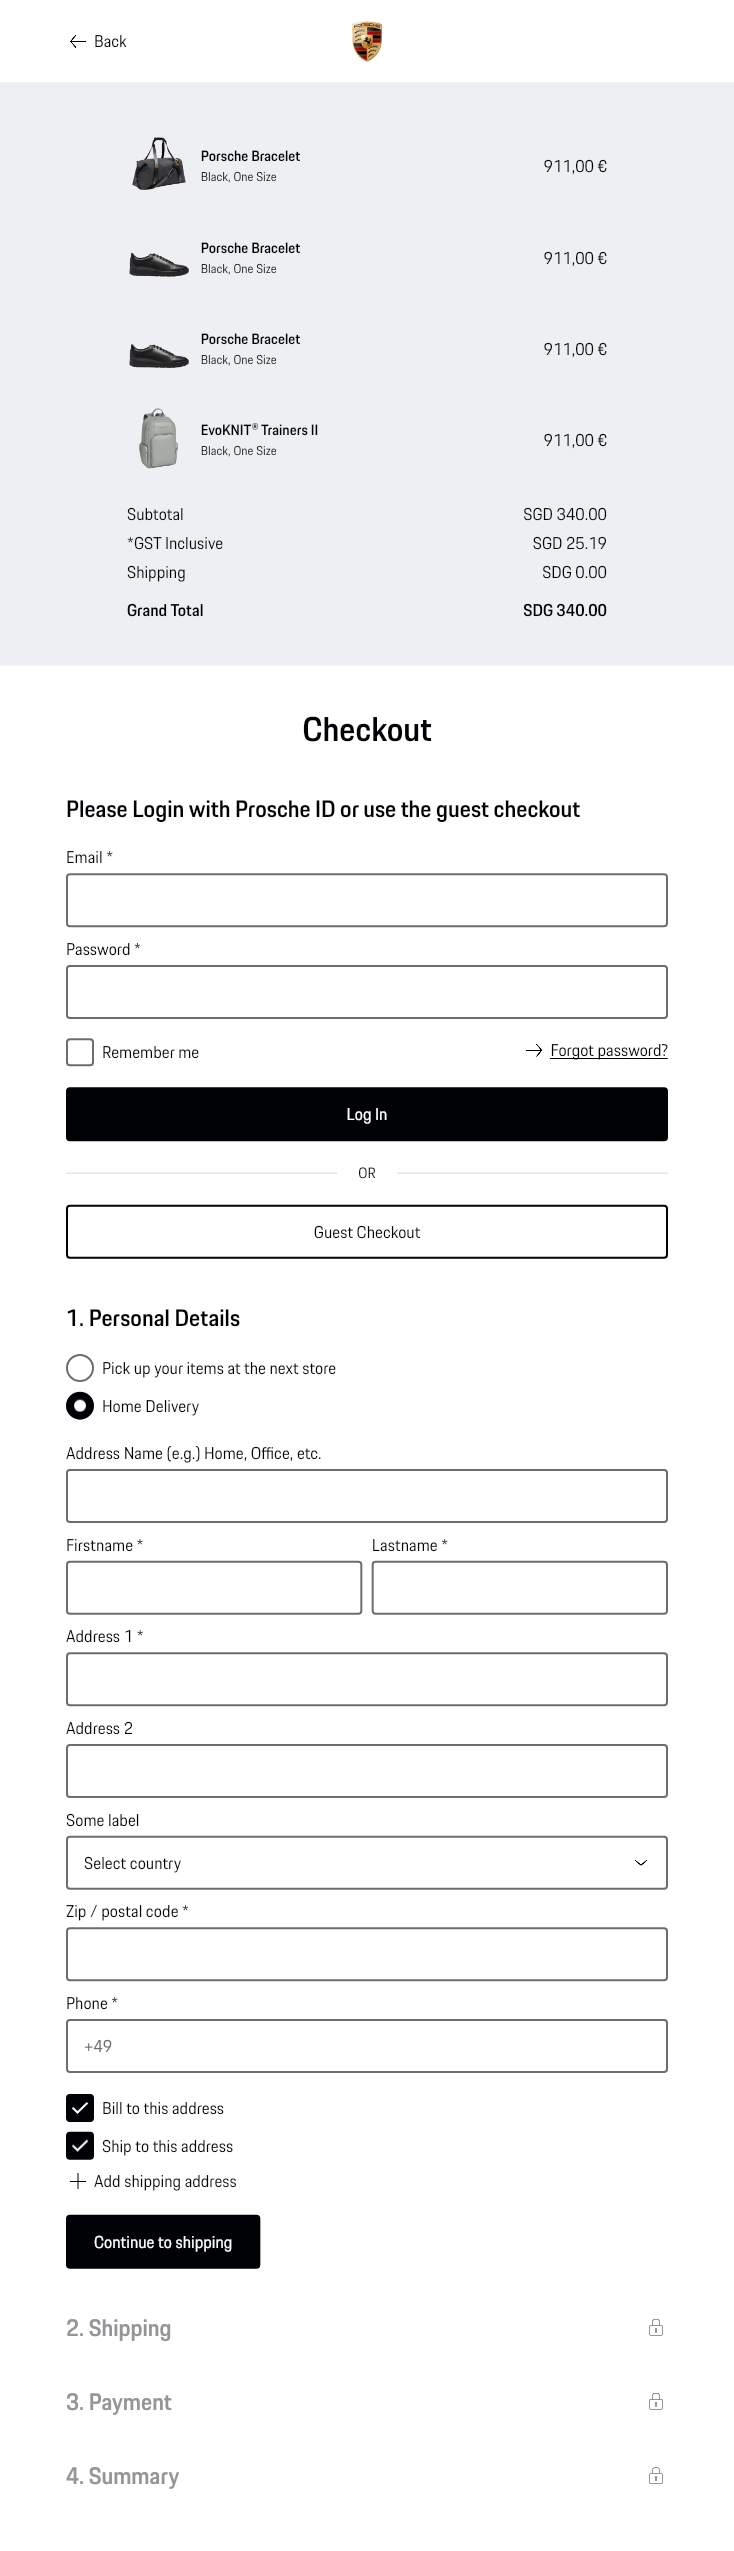 Back
PORSCHE
Porsche Bracelet
Black, One Size
911,00 €
Porsche Bracelet
Black, One Size
911,00 €
Porsche Bracelet
Black, One Size
911,00 €
EvoKNIT® Trainers II
Black, One Size
911,00 €
Subtotal SGD 340.00
*GST Inclusive SGD 25.19
Shipping SDG 0.00
Grand Total SDG 340.00
Checkout
Please Login with Prosche ID or use the guest checkout
Email *
Password *
Remember me Forgot password?
Log In
OR
Guest Checkout
1. Personal Details
Pick up your items at the next store
Home Delivery
Address Name (e.g.) Home, Office, etc.
Firstname * Lastname *
Address 1 *
Address 2
Some label
Select country
Zip / postal code *
Phone *
+49
Bill to this address
Ship to this address
Add shipping address
Continue to shipping
2. Shipping
3. Payment
4. Summary